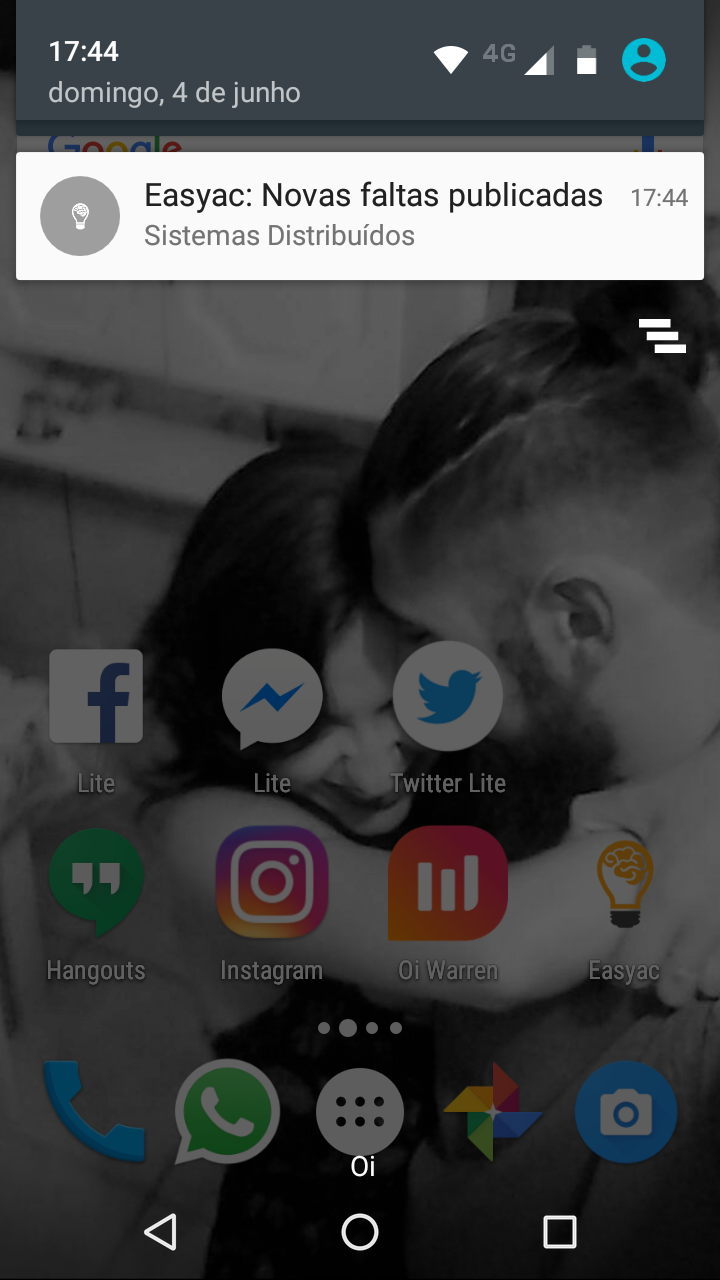 17:44
4G
domingo, 4 de junho
Google
Easyac: Novas faltas publicadas 17:44
Sistemas Distribuídos
Lite Lite Twitter Lite
Hangouts Instagram Oi Warren Easyac
Oi